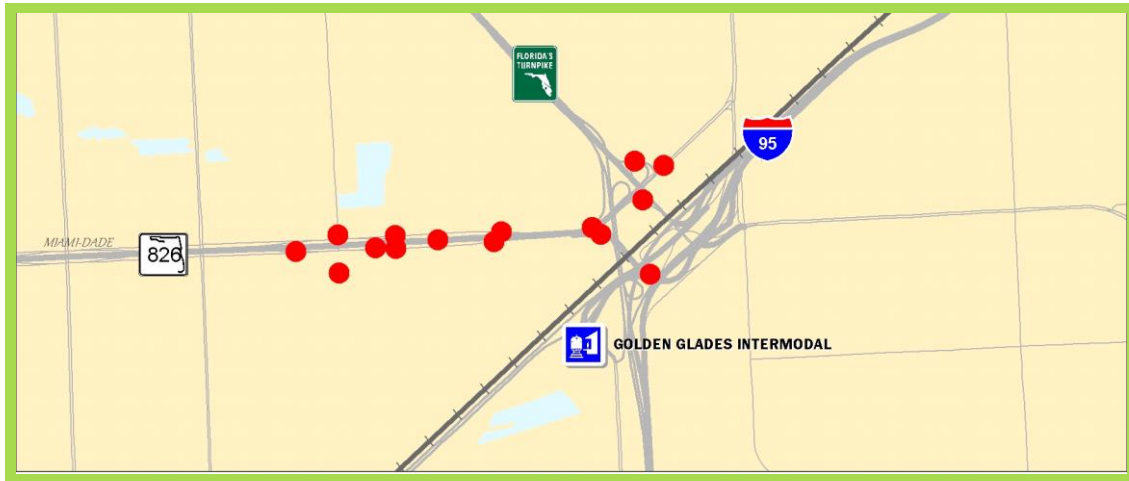 FLORIDA'S
TURNPIKE
95
MIAMI-DADE
826
GOLDEN GLADES INTERMODAL